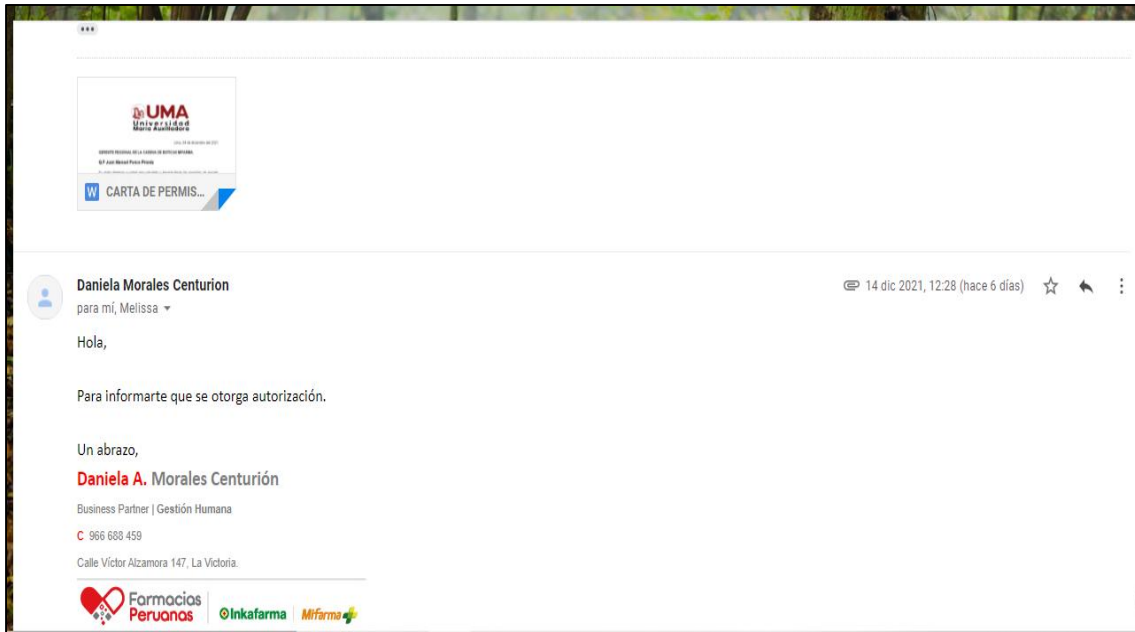 UMA
Universidad
María Auxiliadora
CARTA DE PERMIS...
Daniela Morales Centurion
14 dic 2021, 12:28 (hace 6 días)
para mí, Melissa
Hola,
Para informarte que se otorga autorización.
Un abrazo,
Daniela A. Morales Centurión
Business Partner | Gestión Humana
C 966 688 459
Calle Víctor Alzamora 147, La Victoria.
Farmacias
Peruanas
Inkafarma
Mifarma